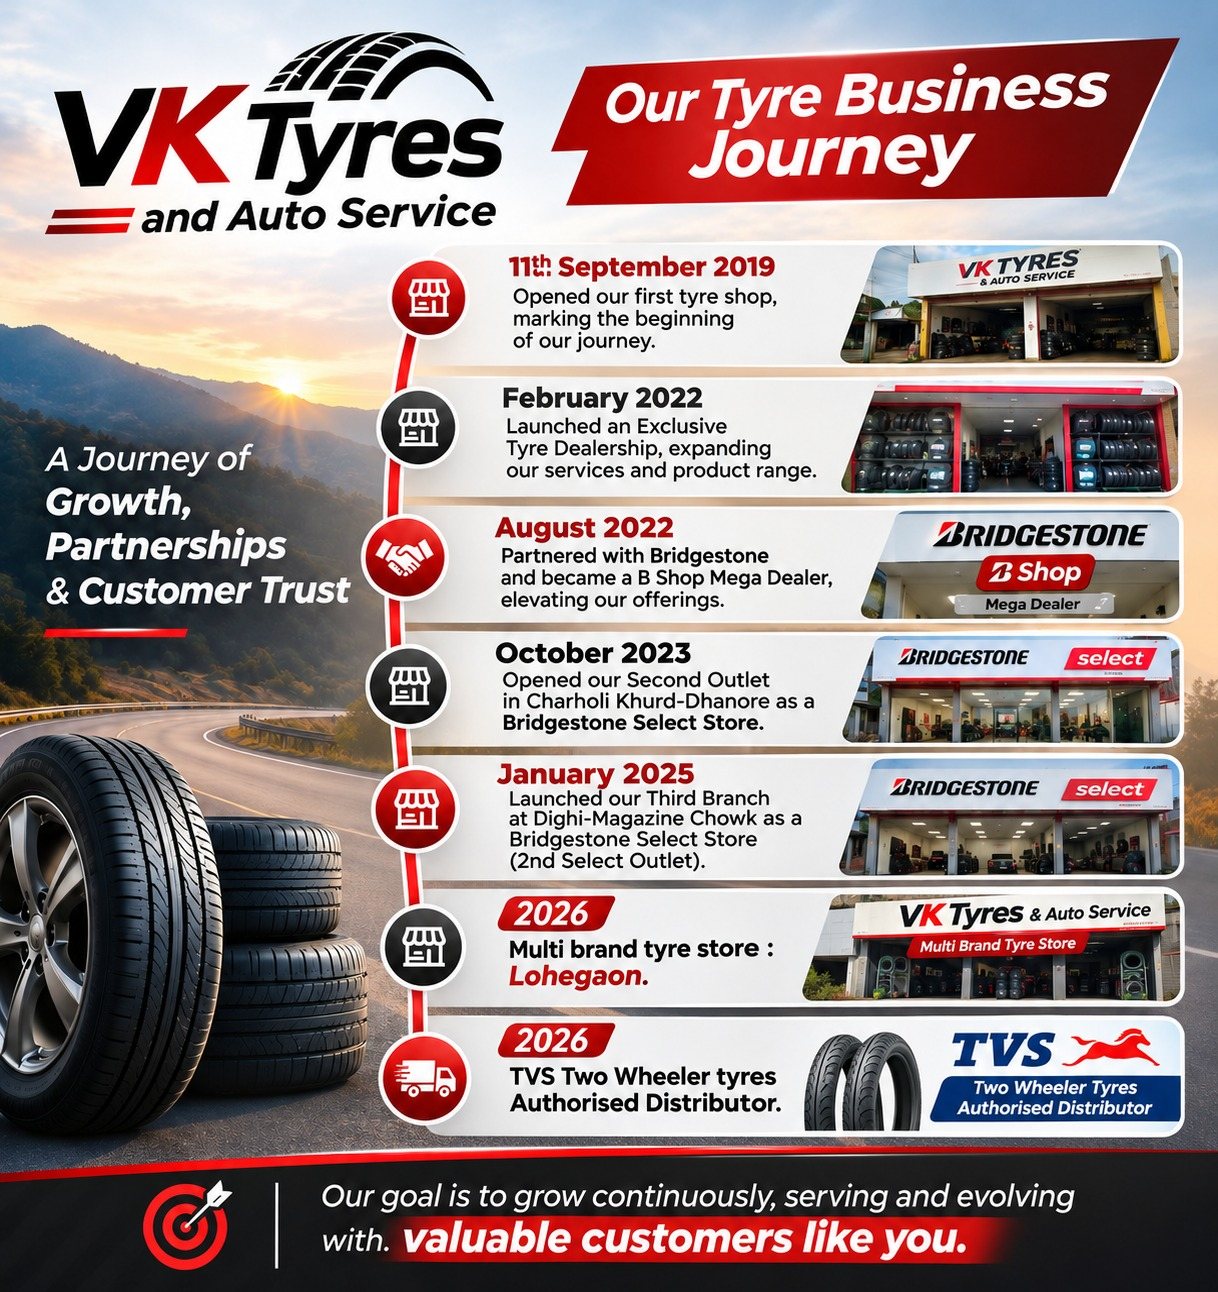 VK Tyres
and Auto Service
Our Tyre Business
Journey
A Journey of
Growth,
Partnerships
& Customer Trust
11th September 2019
Opened our first tyre shop,
marking the beginning
of our journey.
VK TYRES
& AUTO SERVICE
February 2022
Launched an Exclusive
Tyre Dealership, expanding
our services and product range.
August 2022
Partnered with Bridgestone
and became a B Shop Mega Dealer,
elevating our offerings.
BRIDGESTONE
B Shop
Mega Dealer
October 2023
Opened our Second Outlet
in Charholi Khurd-Dhanore as a
Bridgestone Select Store.
BRIDGESTONE select
January 2025
Launched our Third Branch
at Dighi-Magazine Chowk as a
Bridgestone Select Store
(2nd Select Outlet).
BRIDGESTONE select
2026
Multi brand tyre store :
Lohegaon.
VK Tyres & Auto Service
Multi Brand Tyre Store
2026
TVS Two Wheeler tyres
Authorised Distributor.
TVS
Two Wheeler Tyres
Authorised Distributor
Our goal is to grow continuously, serving and evolving
with. valuable customers like you.